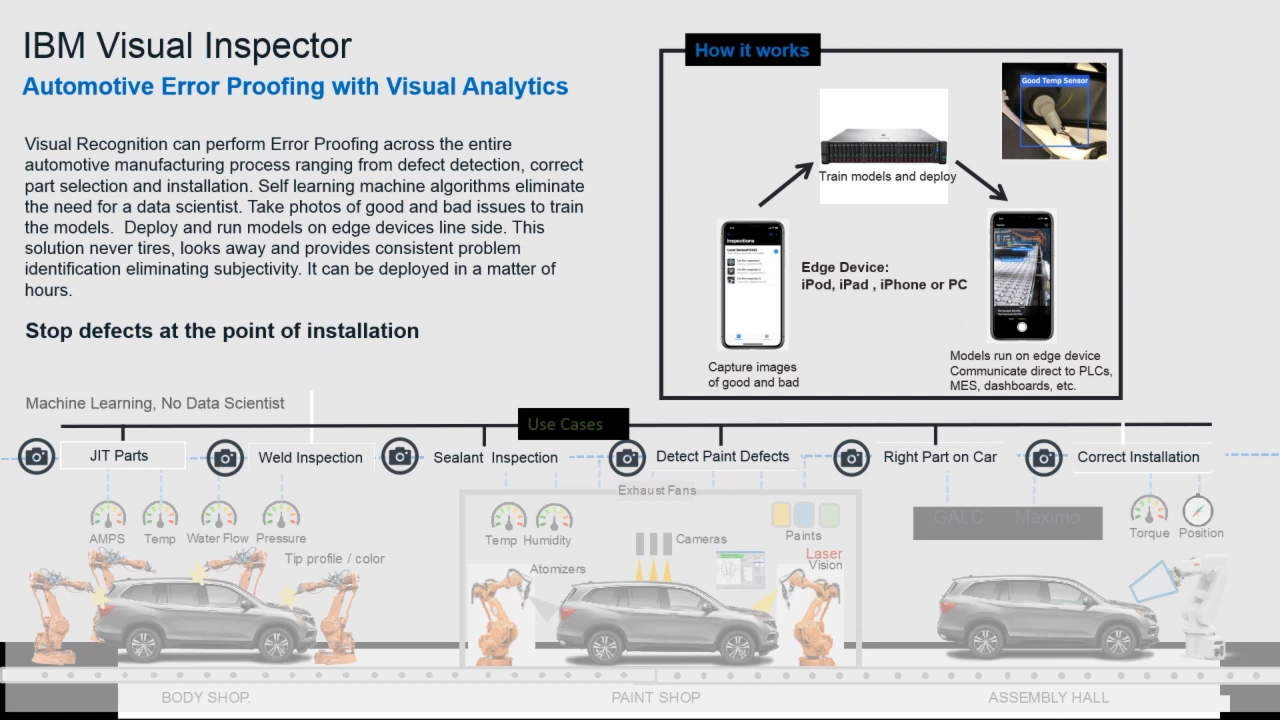 IBM Visual Inspector
Automotive Error Proofing with Visual Analytics
Visual Recognition can perform Error Proofing across the entire
automotive manufacturing process ranging from defect detection, correct
part selection and installation. Self learning machine algorithms eliminate
the need for a data scientist. Take photos of good and bad issues to train
the models.  Deploy and run models on edge devices line side. This
solution never tires, looks away and provides consistent problem
identification eliminating subjectivity. It can be deployed in a matter of
hours.
Stop defects at the point of installation
How it works
Good Temp Sensor
Train models and deploy
Inspections
Edge Device:
iPod, iPad , iPhone or PC
Capture images
of good and bad
Models run on edge device
Communicate direct to PLCs,
MES, dashboards, etc.
Machine Learning, No Data Scientist
Use Cases
JIT Parts
Weld Inspection
Sealant Inspection
Detect Paint Defects
Right Part on Car
Correct Installation
Exhaust Fans
AMPS
Temp
Water Flow
Pressure
Tip profile / color
Temp
Humidity
Cameras
Atomizers
Paints
Laser
Vision
GALC
Maximo
Torque
Position
BODY SHOP.
PAINT SHOP
ASSEMBLY HALL